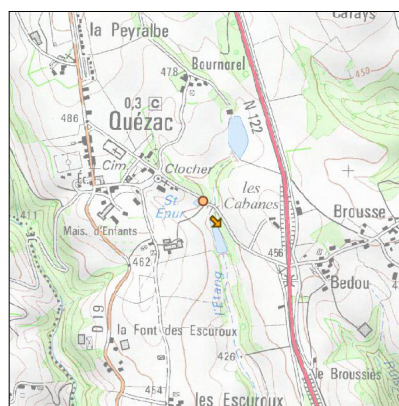 la Peyralbe
Carays
478
Bournorel
450
0,3 C
N 122
486
Quézac
Cim.
Clocher
les
Cabanes
St
Epur
411
Mais. d'Enfants
Brousse
456
462
Bedou
l'Etang
D 19
la Font des Escuroux
426
le Broussies
454
les Escuroux